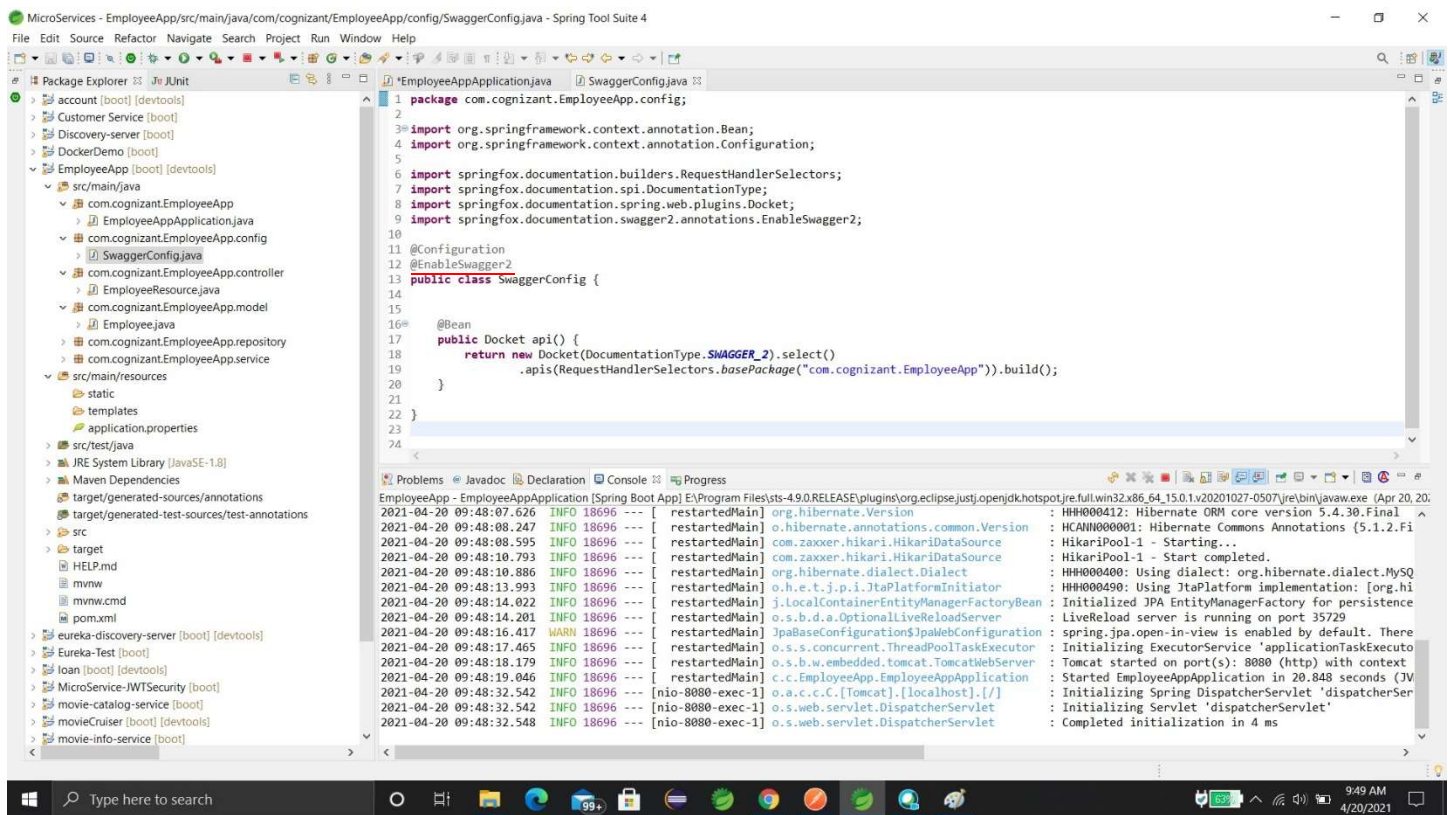 MicroServices - EmployeeApp/src/main/java/com/cognizant/EmployeeApp/config/SwaggerConfig.java - Spring Tool Suite 4
File Edit Source Refactor Navigate Search Project Run Window Help
Package Explorer JUnit
account [boot] [devtools]
Customer Service [boot]
Discovery-server [boot]
DockerDemo [boot]
EmployeeApp [boot] [devtools]
src/main/java
com.cognizant.EmployeeApp
EmployeeAppApplication.java
com.cognizant.EmployeeApp.config
SwaggerConfig.java
com.cognizant.EmployeeApp.controller
EmployeeResource.java
com.cognizant.EmployeeApp.model
Employee.java
com.cognizant.EmployeeApp.repository
com.cognizant.EmployeeApp.service
src/main/resources
static
templates
application.properties
src/test/java
JRE System Library [JavaSE-1.8]
Maven Dependencies
target/generated-sources/annotations
target/generated-test-sources/test-annotations
src
target
HELP.md
mvnw
mvnw.cmd
pom.xml
eureka-discovery-server [boot] [devtools]
Eureka-Test [boot]
loan [boot] [devtools]
MicroService-JWTSecurity [boot]
movie-catalog-service [boot]
movieCruiser [boot] [devtools]
movie-info-service [boot]
*EmployeeAppApplication.java SwaggerConfig.java
1 package com.cognizant.EmployeeApp.config;
2
3 import org.springframework.context.annotation.Bean;
4 import org.springframework.context.annotation.Configuration;
5
6 import springfox.documentation.builders.RequestHandlerSelectors;
7 import springfox.documentation.spi.DocumentationType;
8 import springfox.documentation.spring.web.plugins.Docket;
9 import springfox.documentation.swagger2.annotations.EnableSwagger2;
10
11 @Configuration
12 @EnableSwagger2
13 public class SwaggerConfig {
14
15
16 @Bean
17 public Docket api() {
18 return new Docket(DocumentationType.SWAGGER_2).select()
19 .apis(RequestHandlerSelectors.basePackage("com.cognizant.EmployeeApp")).build();
20 }
21
22 }
23
24
Problems Javadoc Declaration Console Progress
EmployeeApp - EmployeeAppApplication [Spring Boot App] E:\Program Files\sts-4.9.0.RELEASE\plugins\org.eclipse.justj.openjdk.hotspot.jre.full.win32.x86_64_15.0.1.v20201027-0507\jre\bin\javaw.exe (Apr 20, 20
2021-04-20 09:48:07.626 INFO 18696 --- [ restartedMain] org.hibernate.Version : HHH000412: Hibernate ORM core version 5.4.30.Final
2021-04-20 09:48:08.247 INFO 18696 --- [ restartedMain] o.hibernate.annotations.common.Version : HCANN000001: Hibernate Commons Annotations {5.1.2.Fi
2021-04-20 09:48:08.595 INFO 18696 --- [ restartedMain] com.zaxxer.hikari.HikariDataSource : HikariPool-1 - Starting...
2021-04-20 09:48:10.793 INFO 18696 --- [ restartedMain] com.zaxxer.hikari.HikariDataSource : HikariPool-1 - Start completed.
2021-04-20 09:48:10.886 INFO 18696 --- [ restartedMain] org.hibernate.dialect.Dialect : HHH000400: Using dialect: org.hibernate.dialect.MySQ
2021-04-20 09:48:13.993 INFO 18696 --- [ restartedMain] o.h.e.t.j.p.i.JtaPlatformInitiator : HHH000490: Using JtaPlatform implementation: [org.hi
2021-04-20 09:48:14.022 INFO 18696 --- [ restartedMain] j.LocalContainerEntityManagerFactoryBean : Initialized JPA EntityManagerFactory for persistence
2021-04-20 09:48:14.201 INFO 18696 --- [ restartedMain] o.s.b.d.a.OptionalLiveReloadServer : LiveReload server is running on port 35729
2021-04-20 09:48:16.417 WARN 18696 --- [ restartedMain] JpaBaseConfiguration$JpaWebConfiguration : spring.jpa.open-in-view is enabled by default. There
2021-04-20 09:48:17.465 INFO 18696 --- [ restartedMain] o.s.s.concurrent.ThreadPoolTaskExecutor : Initializing ExecutorService 'applicationTaskExecuto
2021-04-20 09:48:18.179 INFO 18696 --- [ restartedMain] o.s.b.w.embedded.tomcat.TomcatWebServer : Tomcat started on port(s): 8080 (http) with context
2021-04-20 09:48:19.046 INFO 18696 --- [ restartedMain] c.c.EmployeeApp.EmployeeAppApplication : Started EmployeeAppApplication in 20.848 seconds (JV
2021-04-20 09:48:32.542 INFO 18696 --- [nio-8080-exec-1] o.a.c.c.C.[Tomcat].[localhost].[/] : Initializing Spring DispatcherServlet 'dispatcherSer
2021-04-20 09:48:32.542 INFO 18696 --- [nio-8080-exec-1] o.s.web.servlet.DispatcherServlet : Initializing Servlet 'dispatcherServlet'
2021-04-20 09:48:32.548 INFO 18696 --- [nio-8080-exec-1] o.s.web.servlet.DispatcherServlet : Completed initialization in 4 ms
Type here to search
99+
63%
9:49 AM
4/20/2021